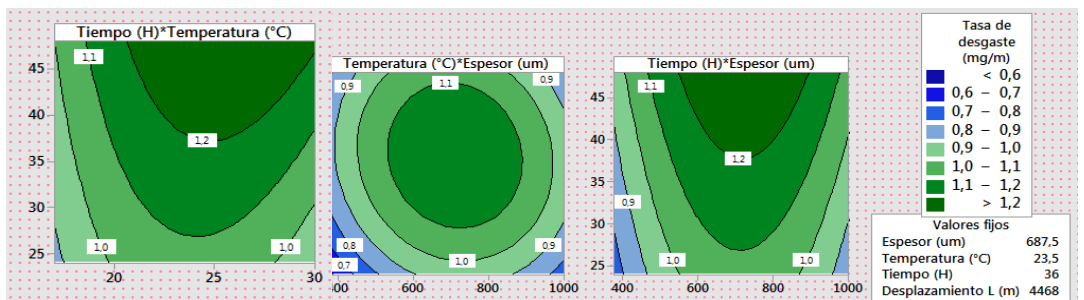 Tiempo (H)*Temperatura (°C)
45
40
35
30
25
20
30
1,1
1,2
1,0
1,0
Temperatura (°C)*Espesor (um)
600
800
1000
0,9
1,1
0,9
0,8
0,7
1,0
0,9
Tiempo (H)*Espesor (um)
45
40
35
30
25
400
600
800
1000
1,1
1,2
0,9
1,0
1,0
Tasa de
desgaste
(mg/m)
< 0,6
0,6 – 0,7
0,7 – 0,8
0,8 – 0,9
0,9 – 1,0
1,0 – 1,1
1,1 – 1,2
> 1,2
Valores fijos
Espesor (um) 687,5
Temperatura (°C) 23,5
Tiempo (H) 36
Desplazamiento L (m) 4468